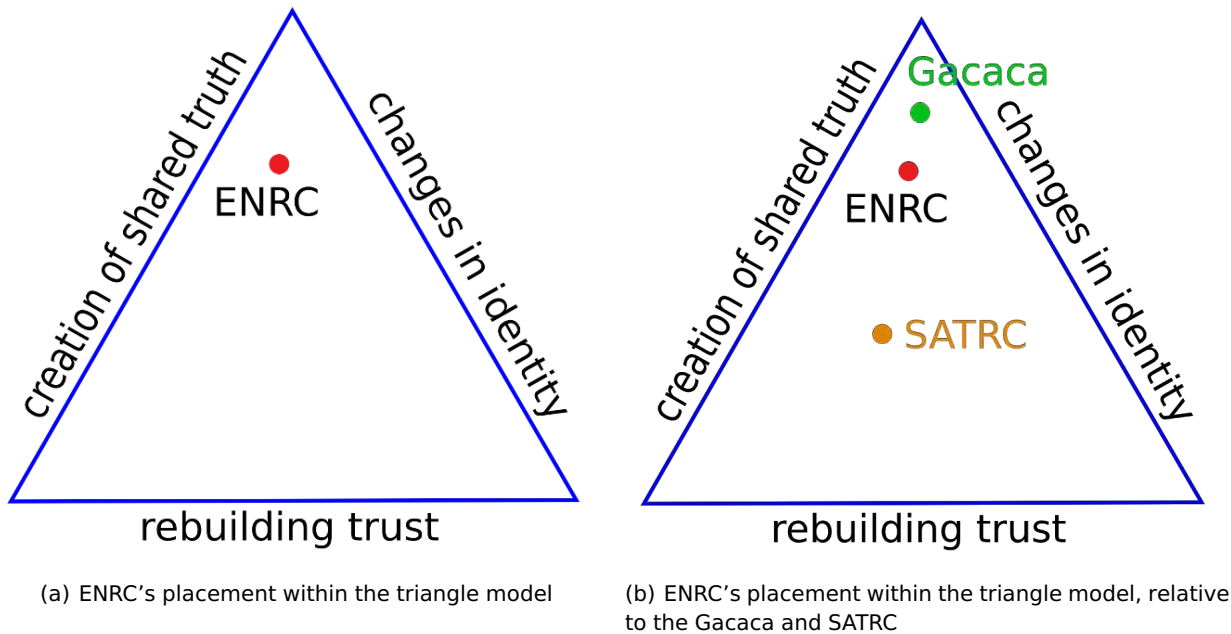 creation of shared truth
changes in identity
ENRC
rebuilding trust
(a) ENRC's placement within the triangle model
Gacaca
creation of shared truth
changes in identity
ENRC
SATRC
rebuilding trust
(b) ENRC's placement within the triangle model, relative
to the Gacaca and SATRC